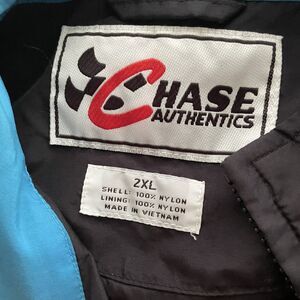 CHASE
AUTHENTICS
2XL
SHELL: 100% NYLON
LINING: 100% NYLON
MADE IN VIETNAM